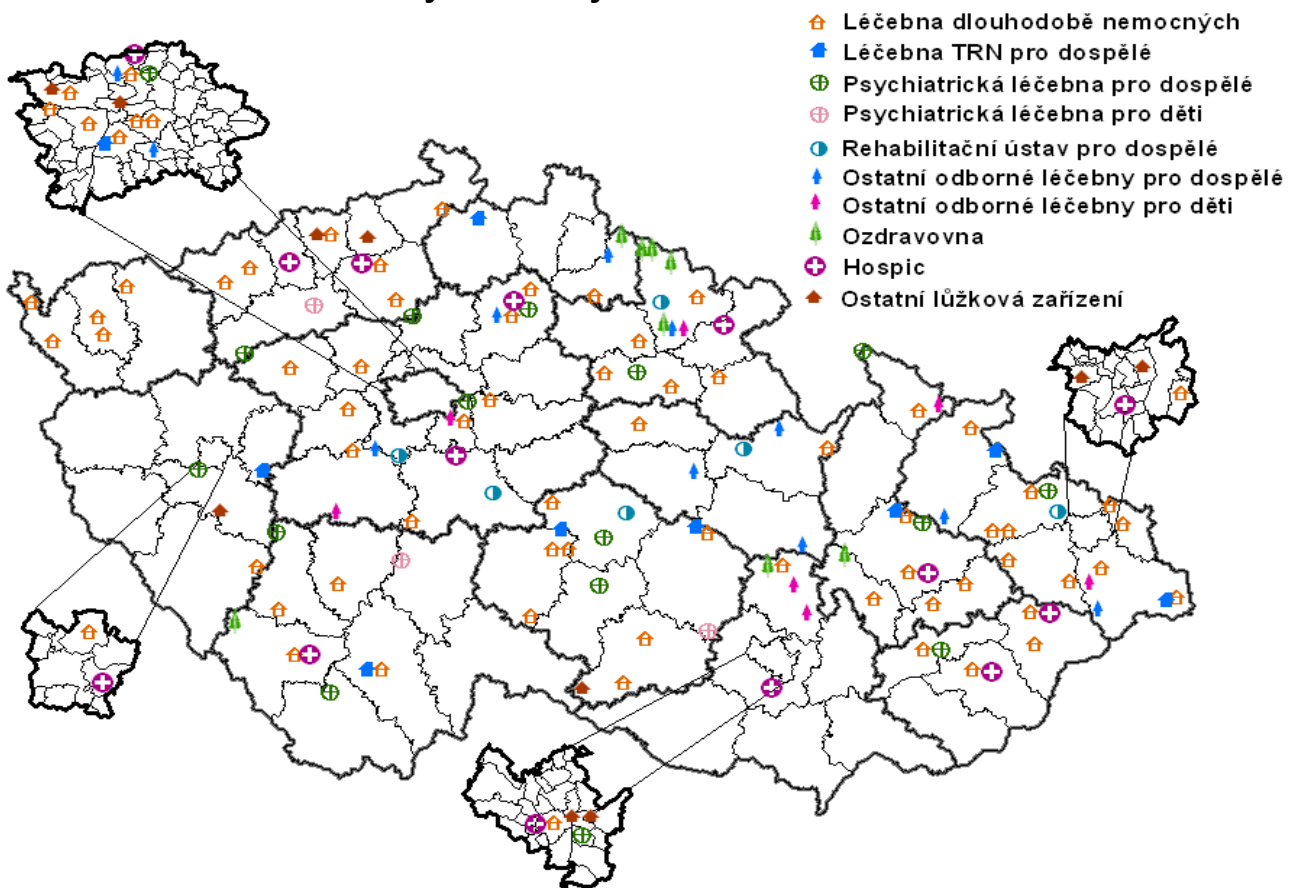 Léčebna dlouhodobě nemocných
Léčebna TRN pro dospělé
Psychiatrická léčebna pro dospělé
Psychiatrická léčebna pro děti
Rehabilitační ústav pro dospělé
Ostatní odborné léčebny pro dospělé
Ostatní odborné léčebny pro děti
Ozdravovna
Hospic
Ostatní lůžková zařízení